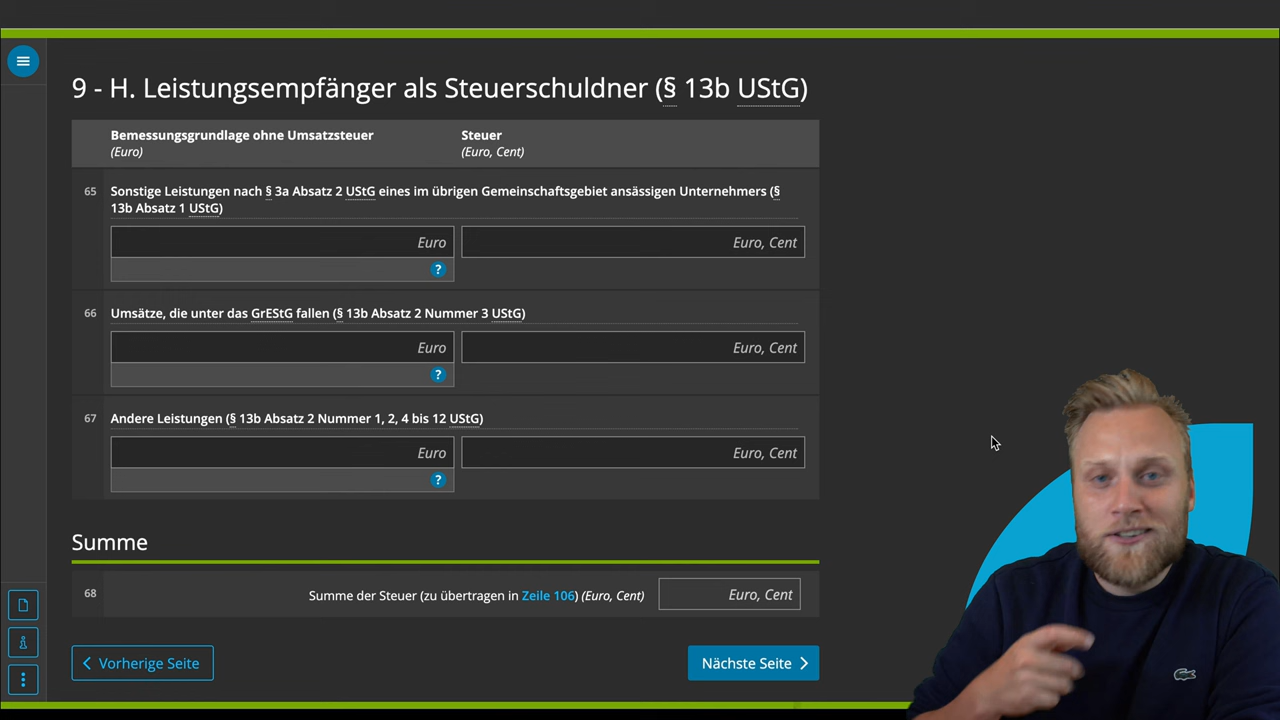 9 - H. Leistungsempfänger als Steuerschuldner (§ 13b UStG)
Bemessungsgrundlage ohne Umsatzsteuer
(Euro)
Steuer
(Euro, Cent)
65
Sonstige Leistungen nach § 3a Absatz 2 UStG eines im übrigen Gemeinschaftsgebiet ansässigen Unternehmers (§
13b Absatz 1 UStG)
Euro
Euro, Cent
?
66
Umsätze, die unter das GrEStG fallen (§ 13b Absatz 2 Nummer 3 UStG)
Euro
Euro, Cent
?
67
Andere Leistungen (§ 13b Absatz 2 Nummer 1, 2, 4 bis 12 UStG)
Euro
Euro, Cent
?
Summe
68
Summe der Steuer (zu übertragen in Zeile 106) (Euro, Cent)
Euro, Cent
Vorherige Seite
Nächste Seite